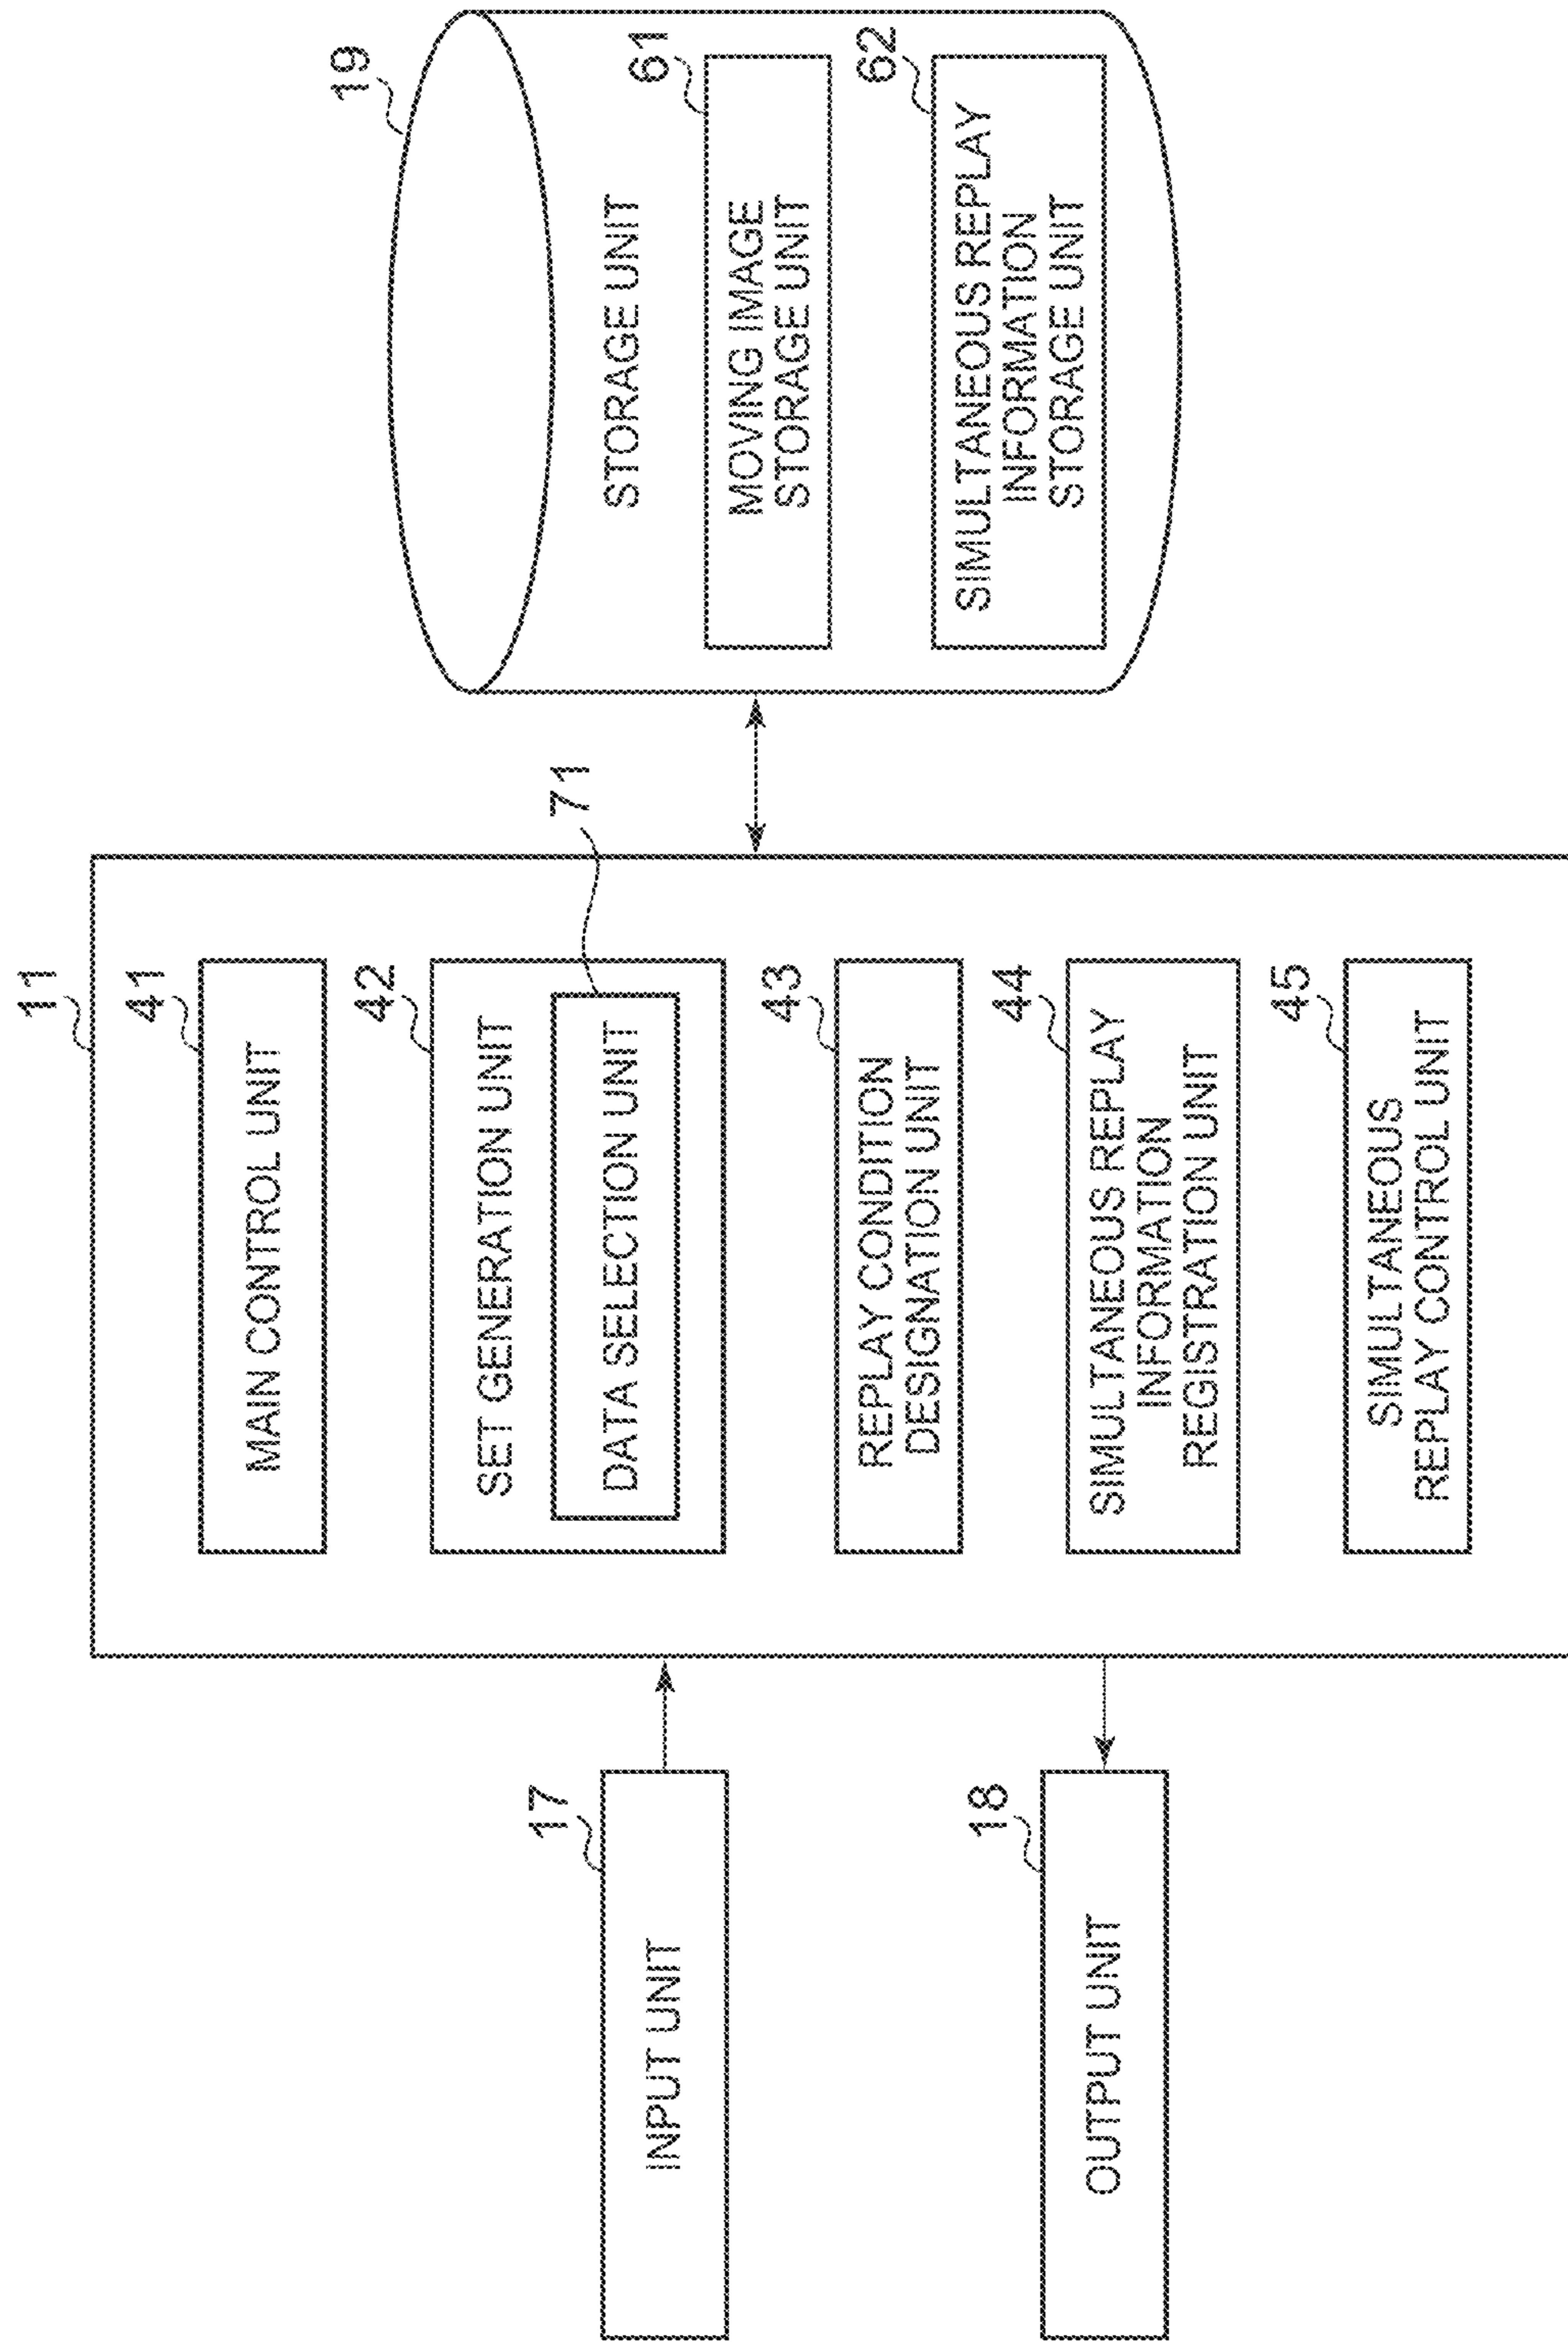 17
INPUT UNIT
18
OUTPUT UNIT
11
41
MAIN CONTROL UNIT
42
SET GENERATION UNIT
71
DATA SELECTION UNIT
43
REPLAY CONDITION
DESIGNATION UNIT
44
SIMULTANEOUS REPLAY
INFORMATION
REGISTRATION UNIT
45
SIMULTANEOUS
REPLAY CONTROL UNIT
19
STORAGE UNIT
61
MOVING IMAGE
STORAGE UNIT
62
SIMULTANEOUS REPLAY
INFORMATION
STORAGE UNIT